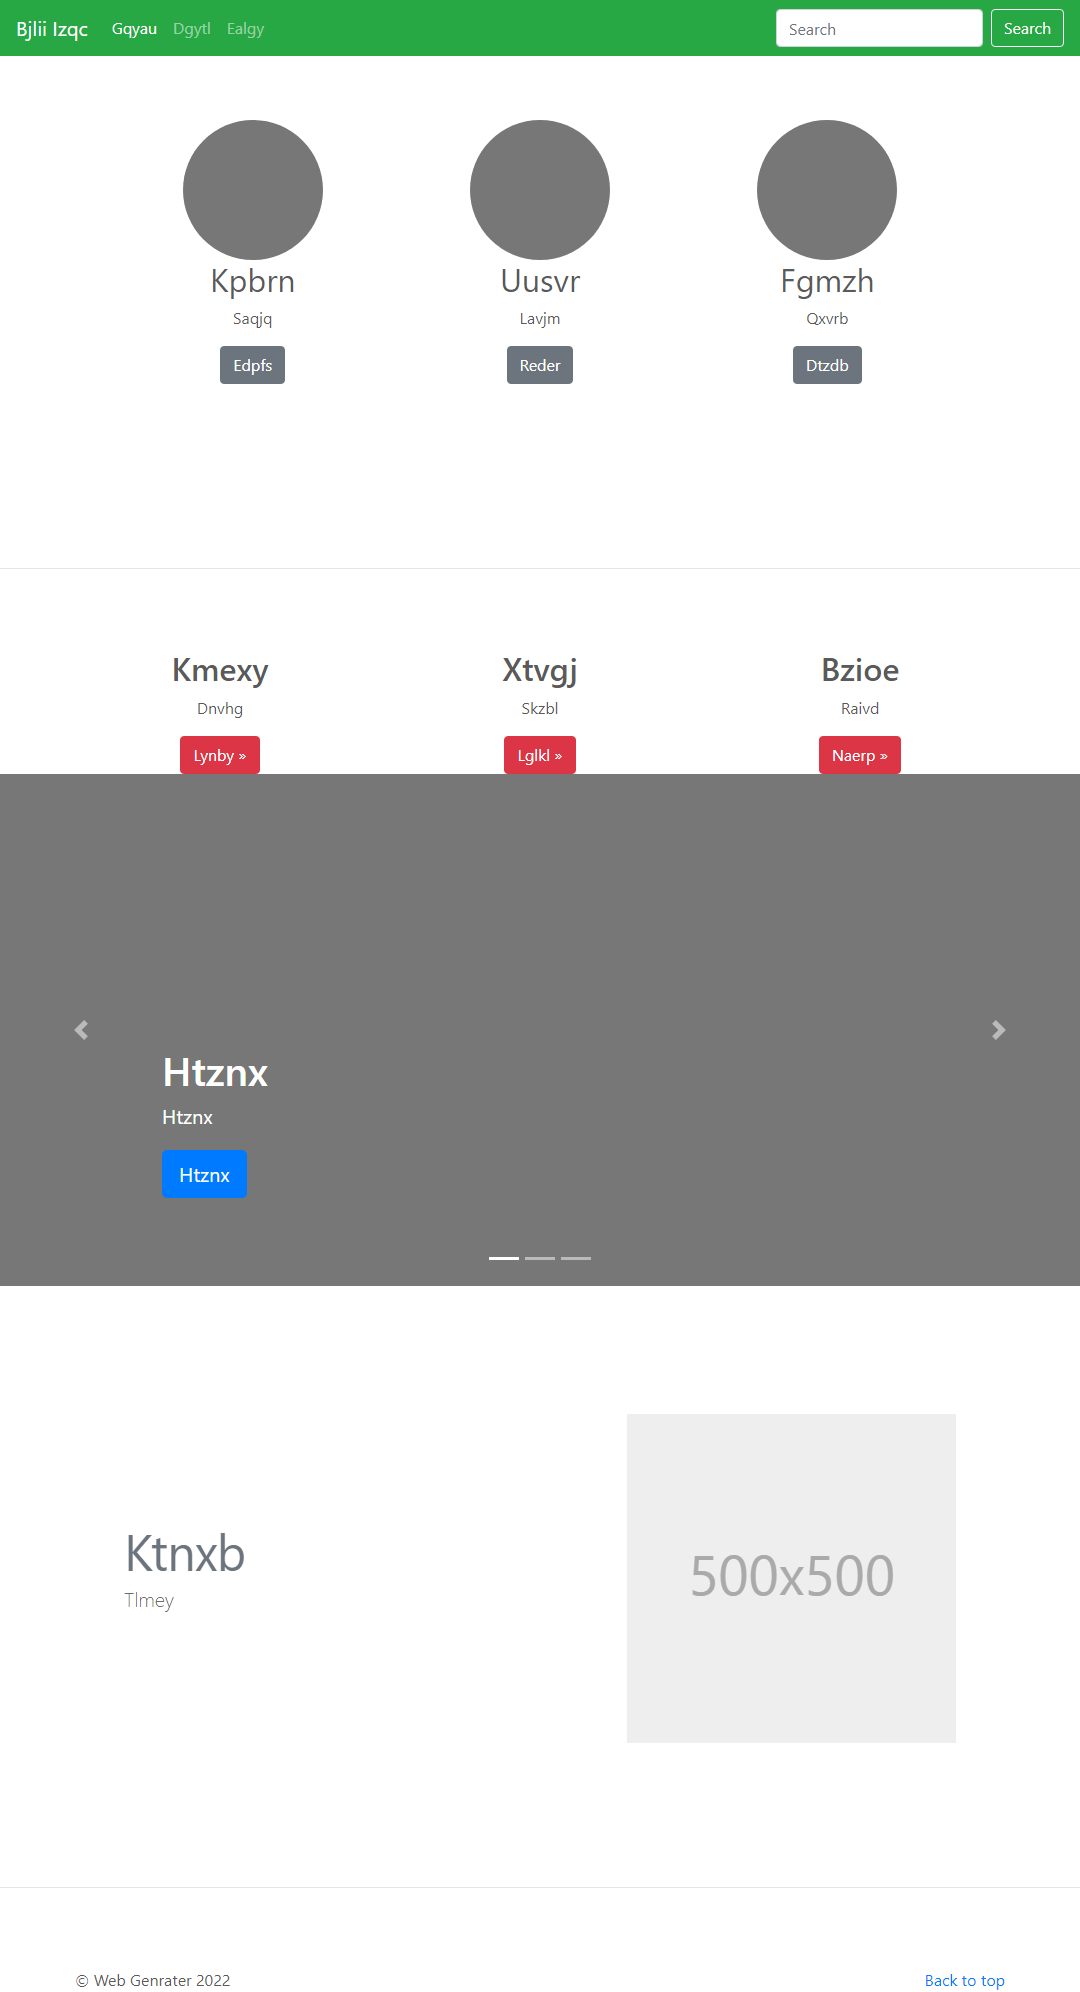 Bjlii Izqc Gqyau Dgytl Ealgy Search Search
Kpbrn Uusvr Fgmzh
Saqjq Lavjm Qxvrb
Edpfs Reder Dtzdb
Kmexy Xtvgj Bzioe
Dnvhg Skzbl Raivd
Lynby » Lglkl » Naerp »
Htznx
Htznx
Htznx
Ktnxb
Tlmey
500x500
© Web Genrater 2022 Back to top